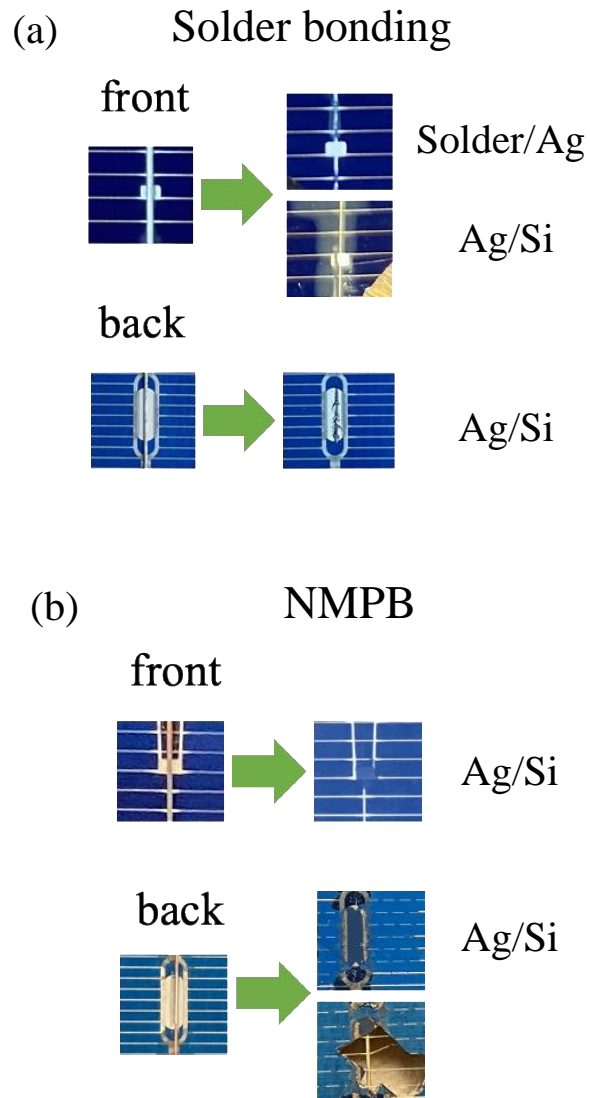 (a) Solder bonding
front
Solder/Ag
Ag/Si
back
Ag/Si
(b) NMPB
front
Ag/Si
back
Ag/Si